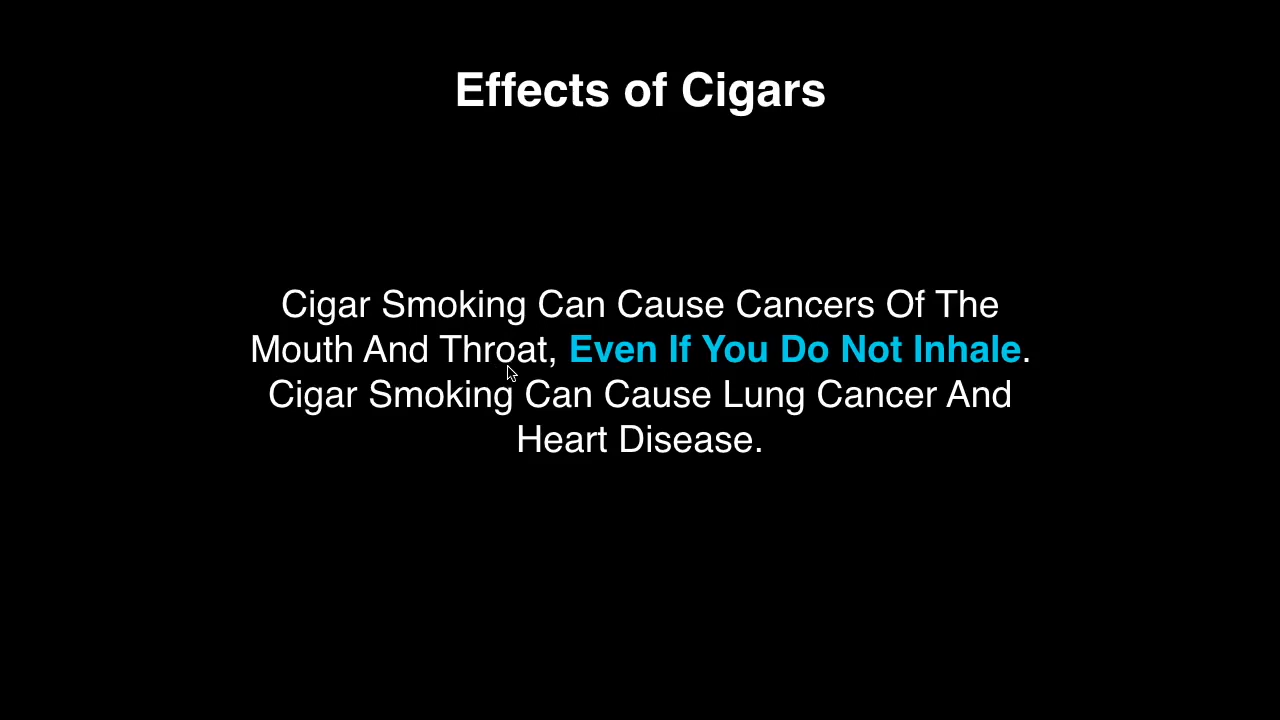 Effects of Cigars
Cigar Smoking Can Cause Cancers Of The
Mouth And Throat, Even If You Do Not Inhale.
Cigar Smoking Can Cause Lung Cancer And
Heart Disease.